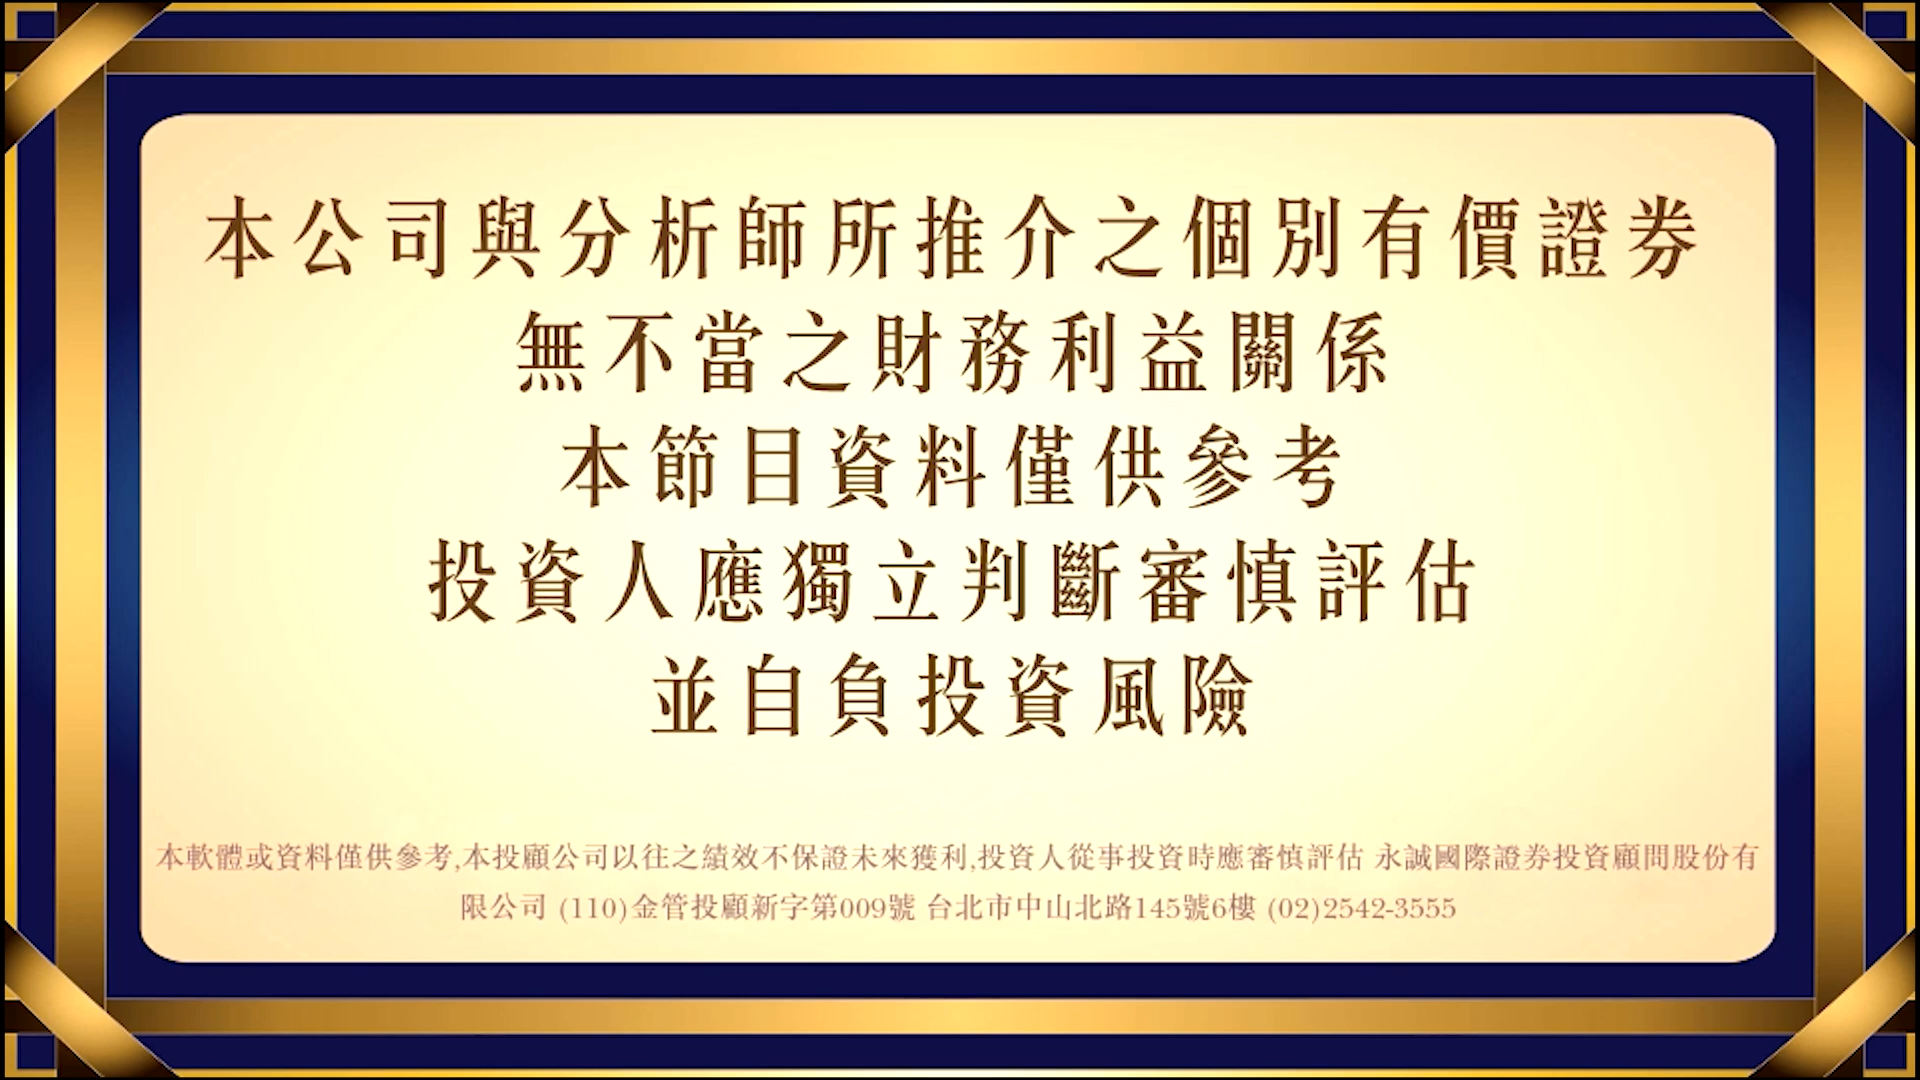 本公司與分析師所推介之個別有價證券
無不當之財務利益關係
本節目資料僅供參考
投資人應獨立判斷審慎評估
並自負投資風險
本軟體或資料僅供參考,本投顧公司以往之績效不保證未來獲利,投資人從事投資時應審慎評估 永誠國際證券投資顧問股份有
限公司 (110)金管投顧新字第009號 台北市中山北路145號6樓 (02)2542-3555